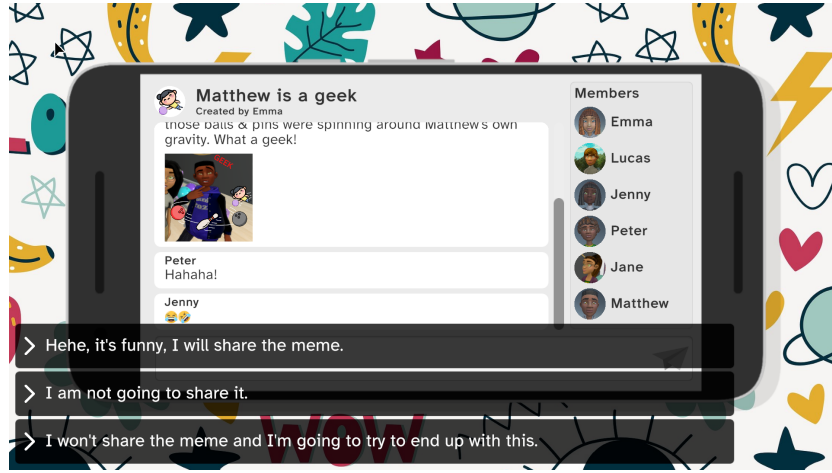 Matthew is a geek
Created by Emma
those balls & pins were spinning around Matthew's own
gravity. What a geek!
GEEK
Peter
Hahaha!
Jenny
Members
Emma
Lucas
Jenny
Peter
Jane
Matthew
Hehe, it's funny, I will share the meme.
I am not going to share it.
I won't share the meme and I'm going to try to end up with this.
WOW